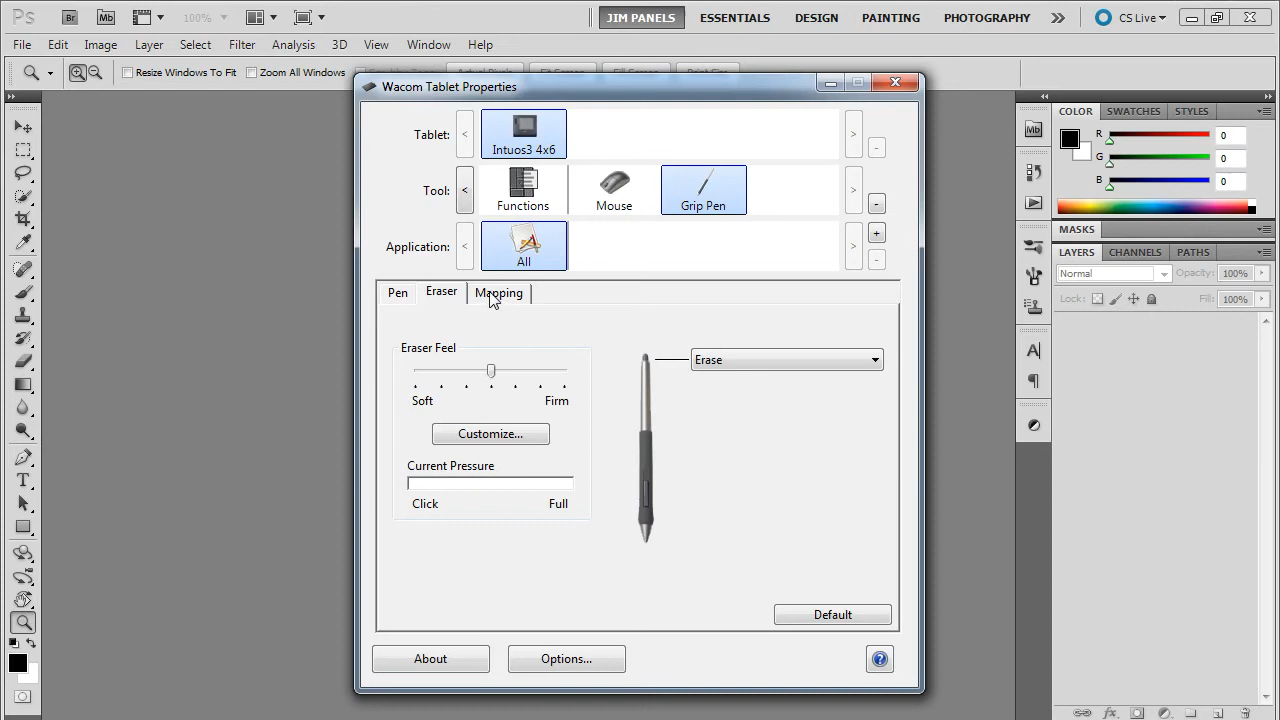 Ps Br Mb 100% JIM PANELS ESSENTIALS DESIGN PAINTING PHOTOGRAPHY CS Live
File Edit Image Layer Select Filter Analysis 3D View Window Help
Resize Windows To Fit Zoom All Windows
Wacom Tablet Properties
Tablet: < Intuos3 4x6 > -
Tool: < Functions Mouse Grip Pen > -
Application: < All > + -
Pen Eraser Mapping
Eraser Feel
Soft Firm
Customize...
Current Pressure
Click Full
Erase
Default
About Options... ?
COLOR SWATCHES STYLES
Mb
R 0
G 0
B 0
MASKS
LAYERS CHANNELS PATHS
Normal Opacity: 100%
Lock: Fill: 100%